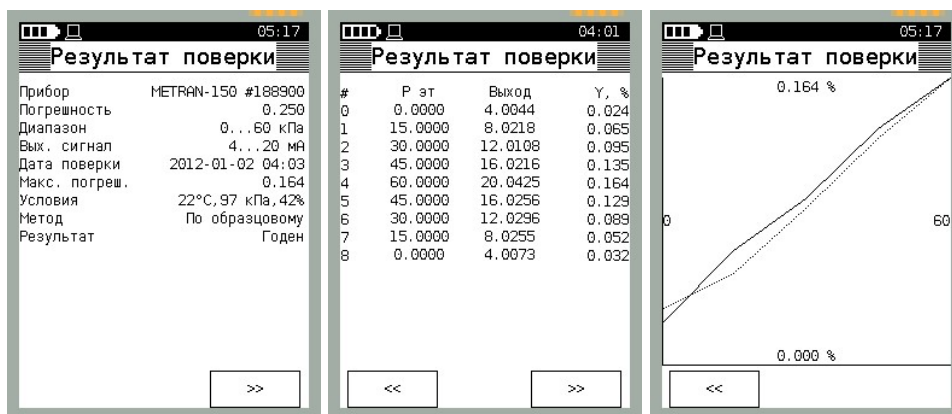 05:17
Результат поверки
Прибор METRAN-150 #188900
Погрешность 0.250
Диапазон 0...60 кПа
Вых. сигнал 4...20 мА
Дата поверки 2012-01-02 04:03
Макс. погреш. 0.164
Условия 22°C,97 кПа,42%
Метод По образцовому
Результат Годен
>>
04:01
Результат поверки
# P эт Выход Y, %
0 0.0000 4.0044 0.024
1 15.0000 8.0218 0.065
2 30.0000 12.0108 0.095
3 45.0000 16.0216 0.135
4 60.0000 20.0425 0.164
5 45.0000 16.0256 0.129
6 30.0000 12.0296 0.089
7 15.0000 8.0255 0.052
8 0.0000 4.0073 0.032
<<
>>
05:17
Результат поверки
0.164 %
0
60
0.000 %
<<